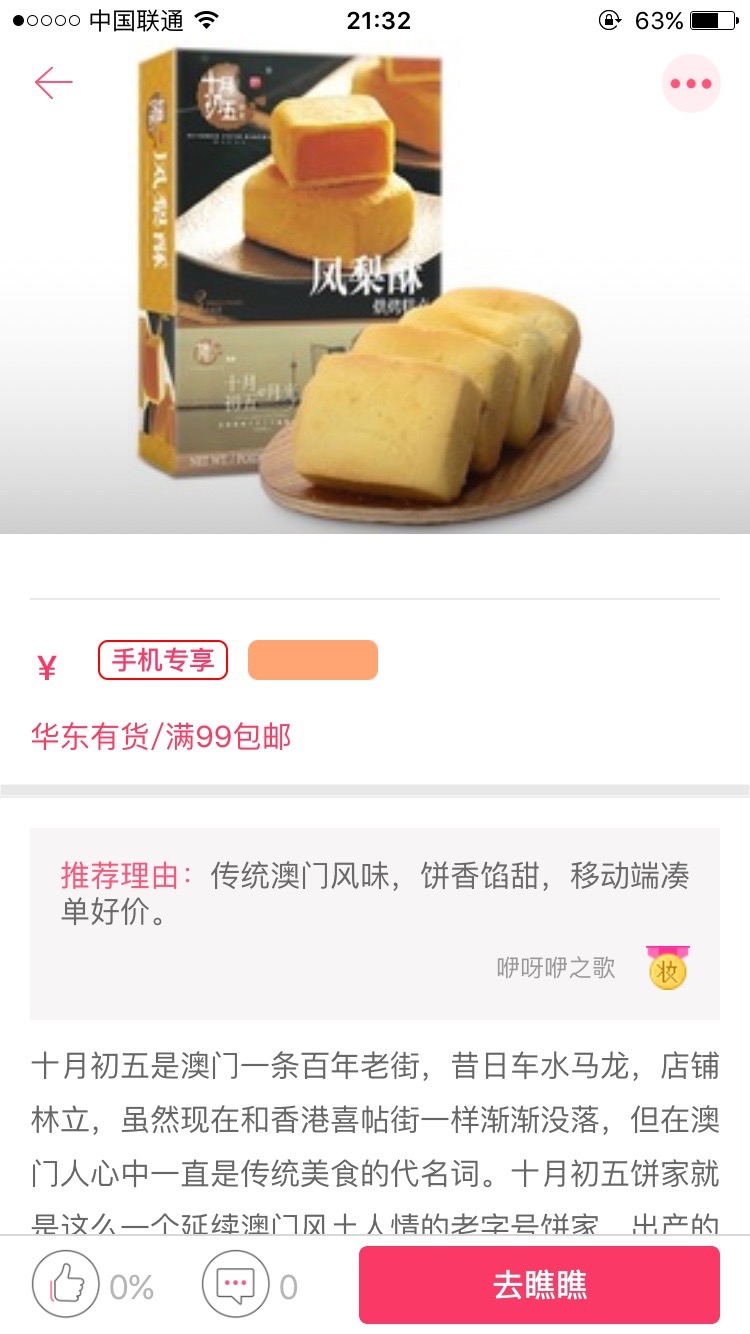 中国联通
21:32
63%
十月
初五
凤梨酥
凤梨酥
十月
初五
¥
手机专享
华东有货/满99包邮
推荐理由：传统澳门风味，饼香馅甜，移动端凑
单好价。
咿呀咿之歌
妆
十月初五是澳门一条百年老街，昔日车水马龙，店铺
林立，虽然现在和香港喜帖街一样渐渐没落，但在澳
门人心中一直是传统美食的代名词。十月初五饼家就
是这么一个延续澳门风土人情的老字号饼家，出产的
0%
0
去瞧瞧